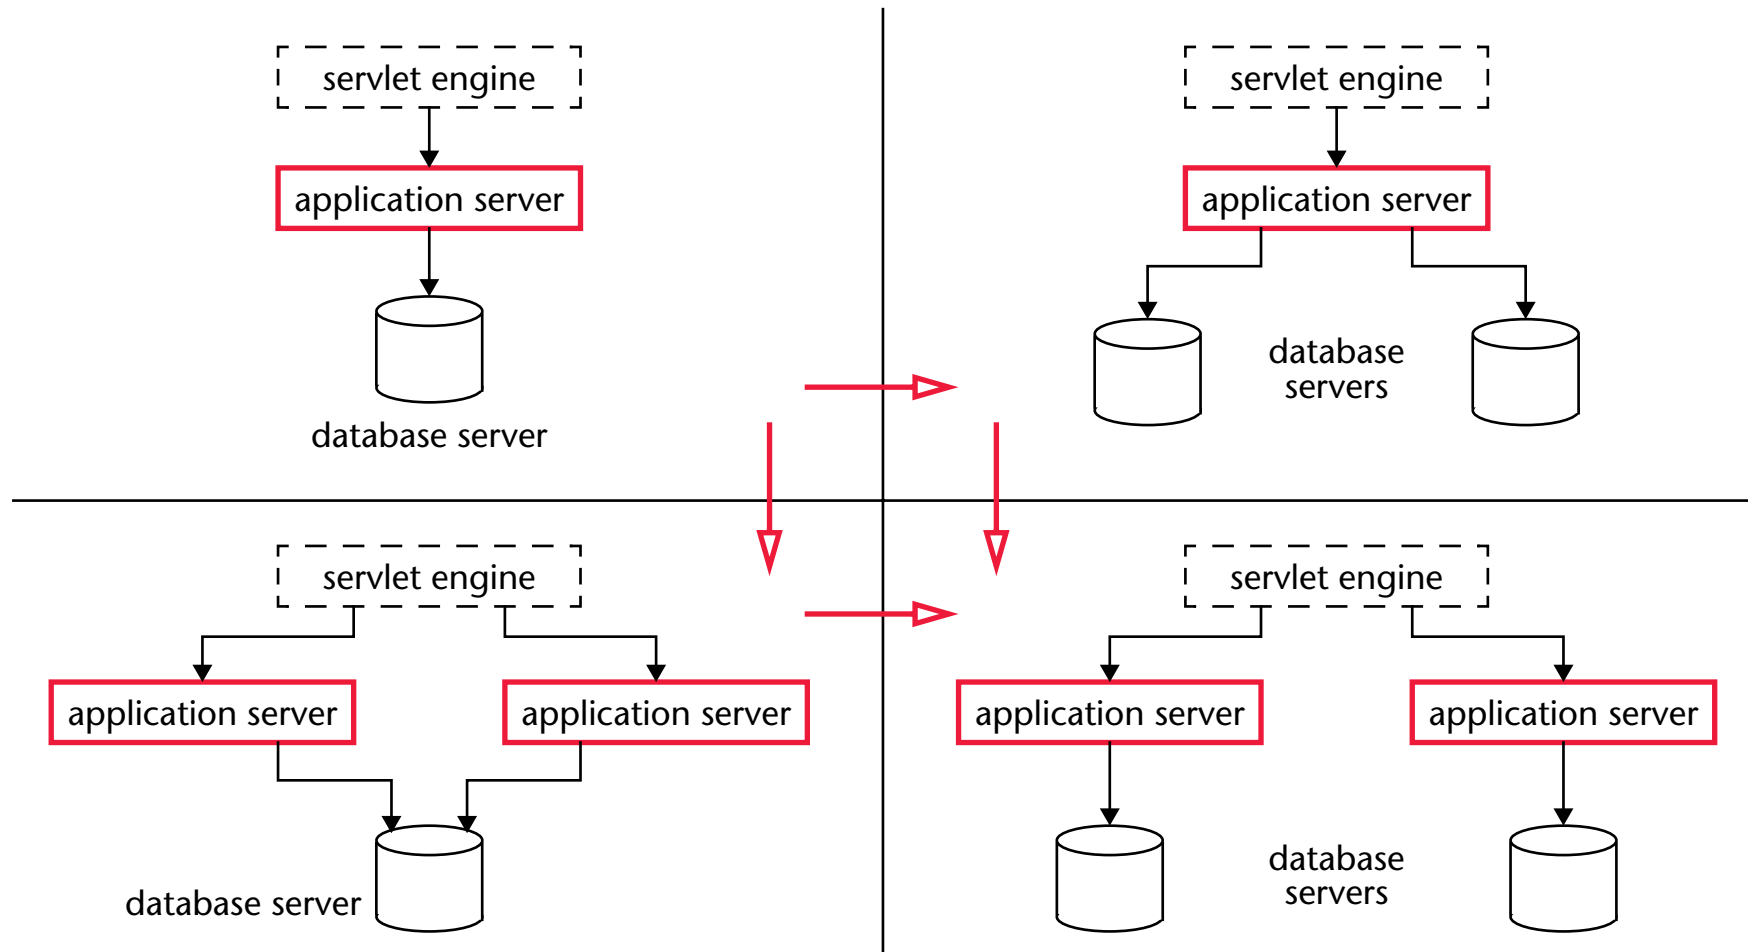 servlet engine
application server
database server
servlet engine
application server
database
servers
servlet engine
application server
application server
database server
servlet engine
application server
application server
database
servers